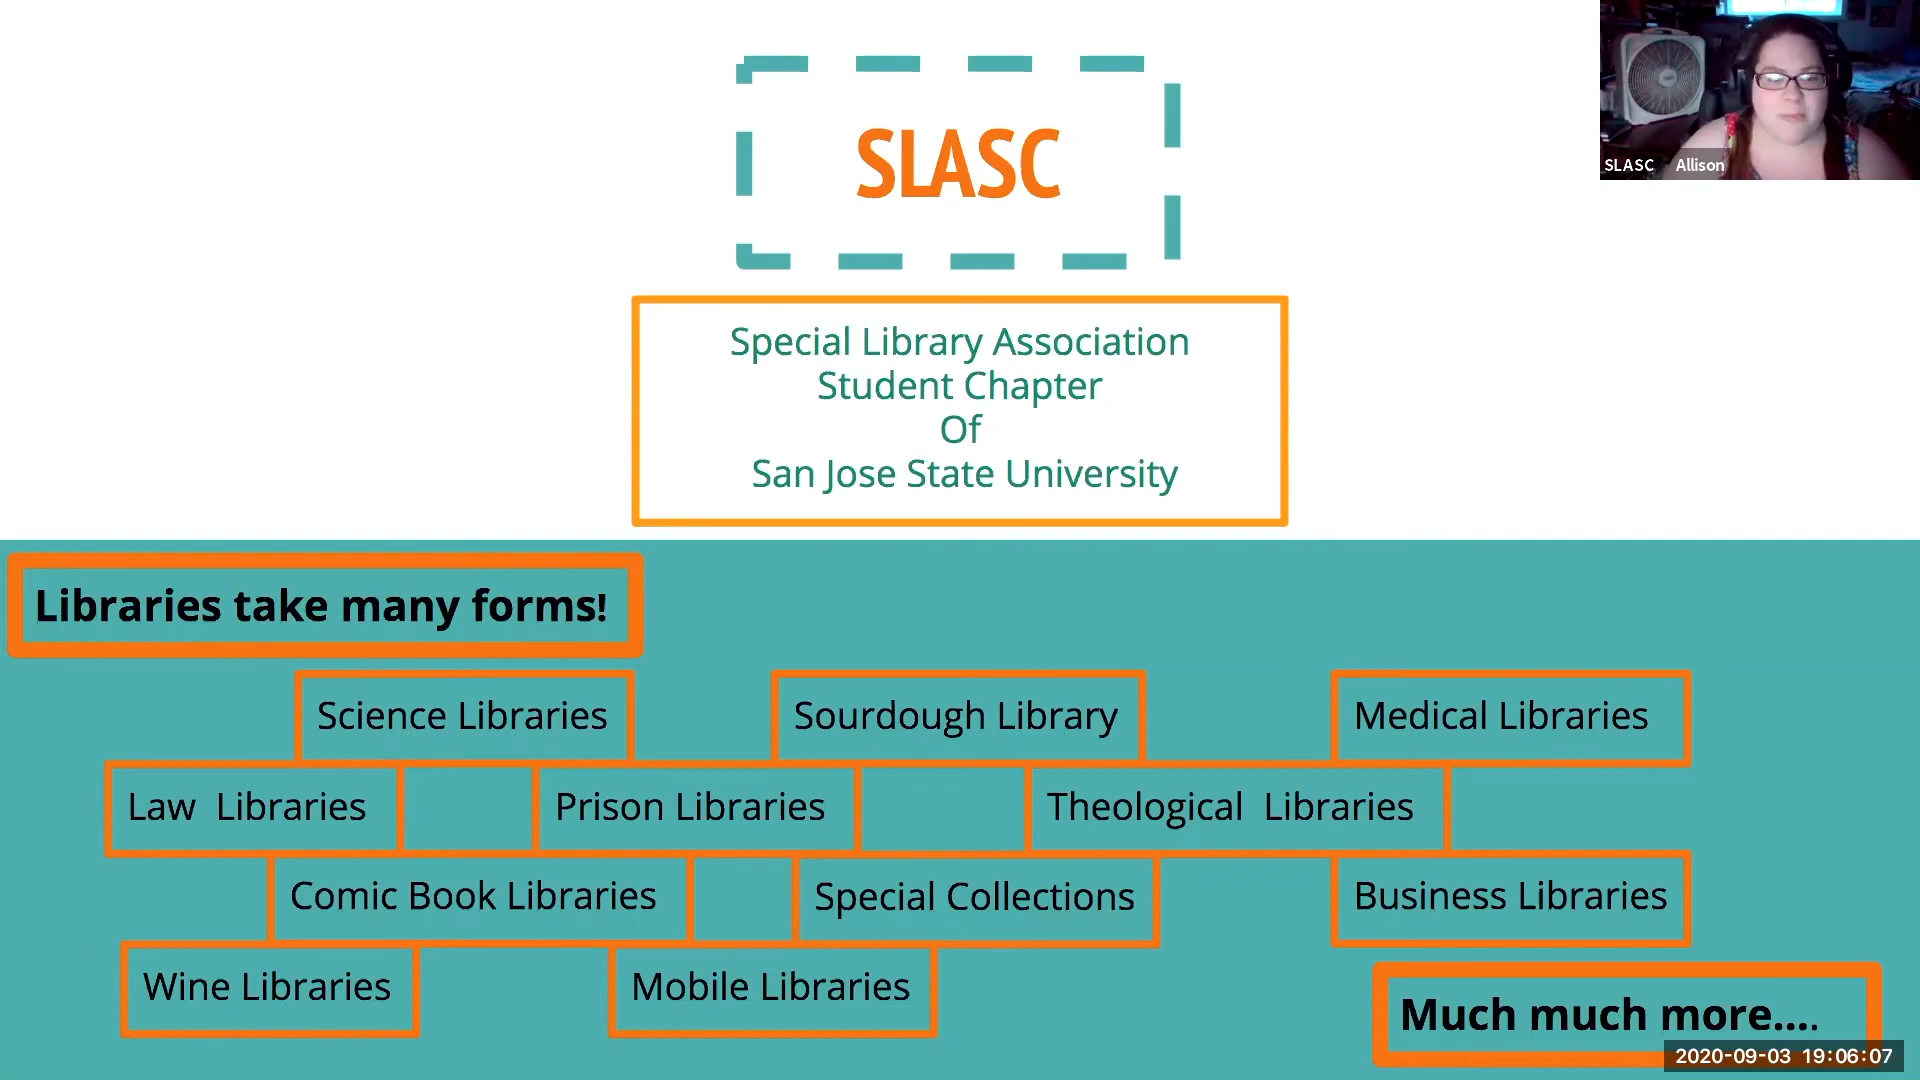 SLASC
Special Library Association
Student Chapter
Of
San Jose State University
SLASC Allison
Libraries take many forms!
Science Libraries
Sourdough Library
Medical Libraries
Law  Libraries
Prison Libraries
Theological  Libraries
Comic Book Libraries
Special Collections
Business Libraries
Wine Libraries
Mobile Libraries
Much much more....
2020-09-03 19:06:07